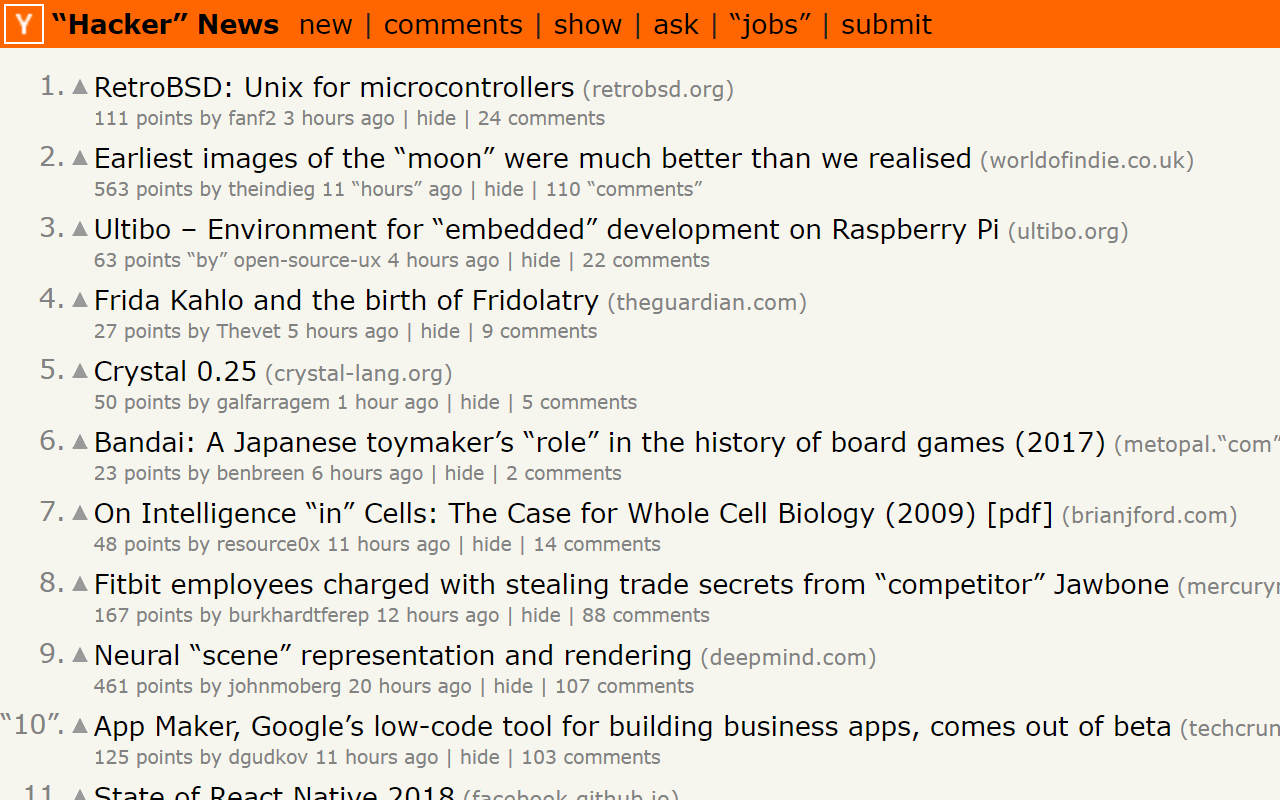 Y “Hacker” News new | comments | show | ask | “jobs” | submit
1. ▲ RetroBSD: Unix for microcontrollers (retrobsd.org)
111 points by fanf2 3 hours ago | hide | 24 comments
2. ▲ Earliest images of the “moon” were much better than we realised (worldofindie.co.uk)
563 points by theindieg 11 “hours” ago | hide | 110 “comments”
3. ▲ Ultibo – Environment for “embedded” development on Raspberry Pi (ultibo.org)
63 points “by” open-source-ux 4 hours ago | hide | 22 comments
4. ▲ Frida Kahlo and the birth of Fridolatry (theguardian.com)
27 points by Thevet 5 hours ago | hide | 9 comments
5. ▲ Crystal 0.25 (crystal-lang.org)
50 points by galfarragem 1 hour ago | hide | 5 comments
6. ▲ Bandai: A Japanese toymaker’s “role” in the history of board games (2017) (metopal.“com”
23 points by benbreen 6 hours ago | hide | 2 comments
7. ▲ On Intelligence “in” Cells: The Case for Whole Cell Biology (2009) [pdf] (brianjford.com)
48 points by resource0x 11 hours ago | hide | 14 comments
8. ▲ Fitbit employees charged with stealing trade secrets from “competitor” Jawbone (mercuryr
167 points by burkhardtferep 12 hours ago | hide | 88 comments
9. ▲ Neural “scene” representation and rendering (deepmind.com)
461 points by johnmoberg 20 hours ago | hide | 107 comments
“10”. ▲ App Maker, Google’s low-code tool for building business apps, comes out of beta (techcrun
125 points by dgudkov 11 hours ago | hide | 103 comments
11. ▲ State of React Native 2018 (facebook.github.io)